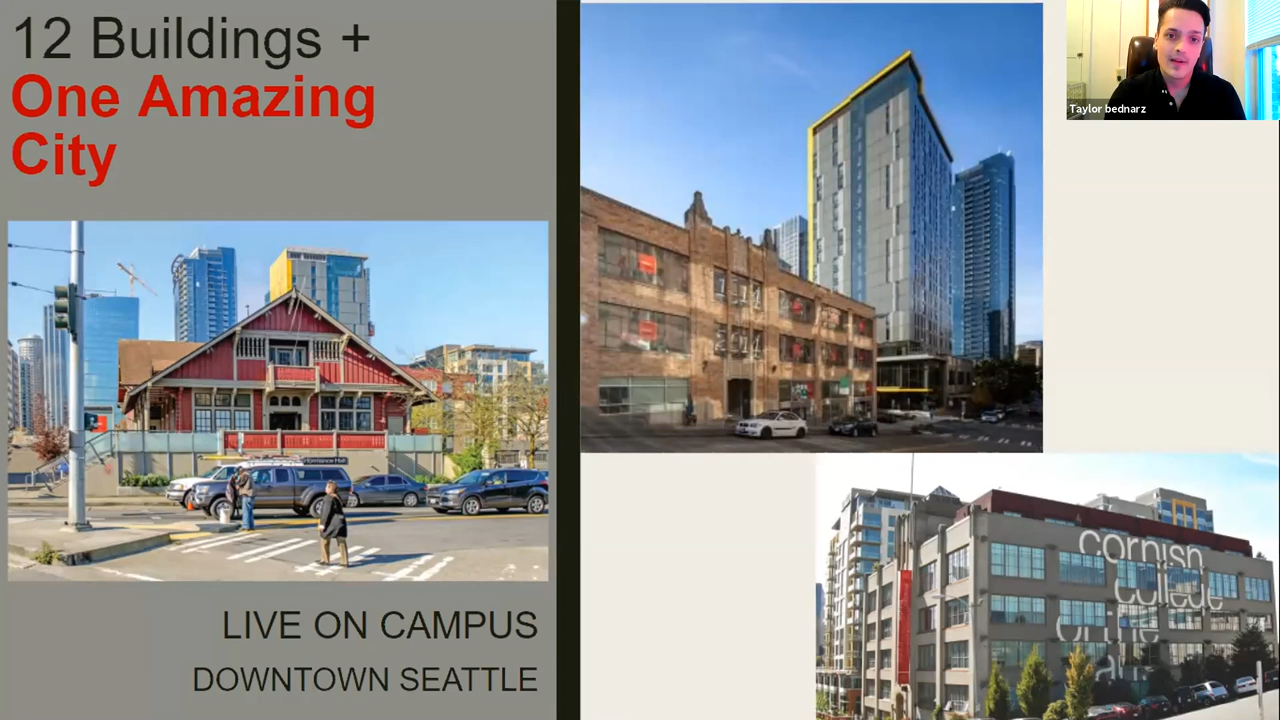 12 Buildings +
One Amazing
City
LIVE ON CAMPUS
DOWNTOWN SEATTLE
Taylor bednarz
cornish
college
of the
arts